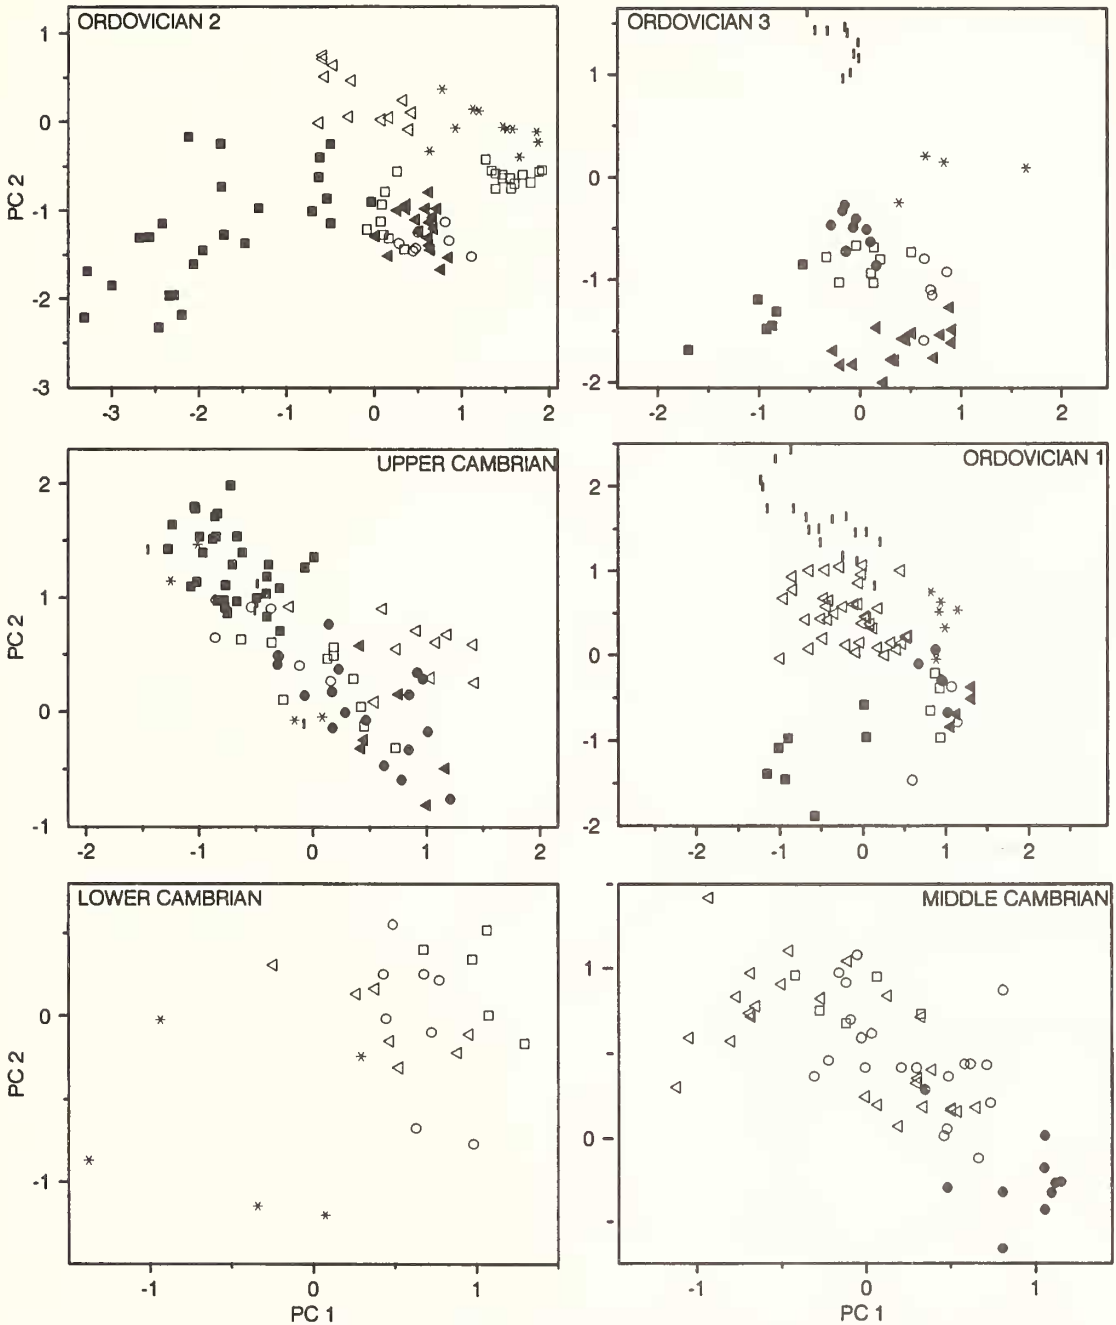 ORDOVICIAN 2
1
0
-1
-2
-3
PC 2
-3 -2 -1 0 1 2
ORDOVICIAN 3
1
0
-1
-2
-2 -1 0 1 2
UPPER CAMBRIAN
2
1
0
-1
PC 2
-2 -1 0 1 2
ORDOVICIAN 1
2
1
0
-1
-2
-2 -1 0 1 2
LOWER CAMBRIAN
0
-1
PC 2
-1 0 1
PC 1
MIDDLE CAMBRIAN
1
0
-1 0 1
PC 1